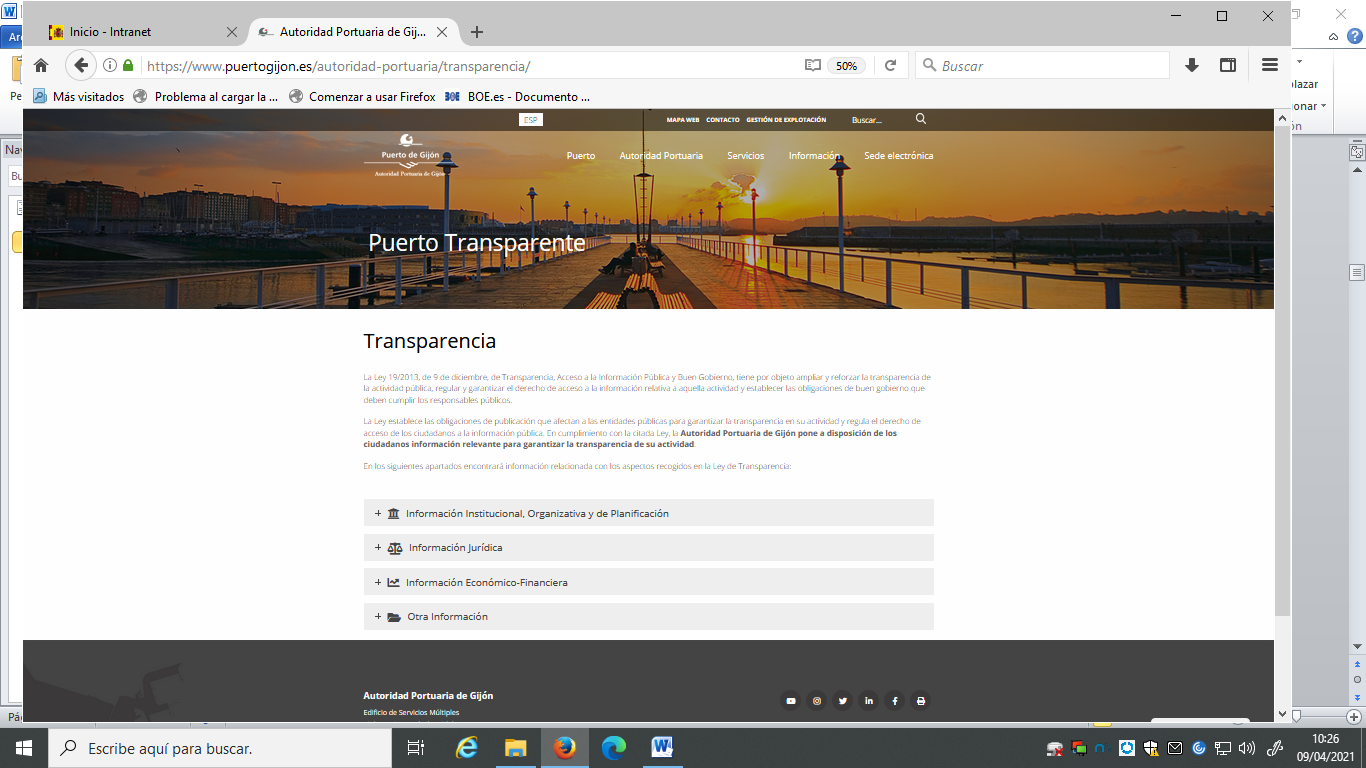 Inicio - Intranet
Autoridad Portuaria de Gij...
https://www.puertogijon.es/autoridad-portuaria/transparencia/
50%
Buscar
Más visitados
Problema al cargar la ...
Comenzar a usar Firefox
BOE.es - Documento ...
ESP
MAPA WEB CONTACTO GESTIÓN DE EXPLOTACIÓN
Buscar...
Puerto de Gijón
Autoridad Portuaria de Gijón
Puerto Autoridad Portuaria Servicios Información Sede electrónica
Puerto Transparente
Transparencia
La Ley 19/2013, de 9 de diciembre, de Transparencia, Acceso a la Información Pública y Buen Gobierno, tiene por objeto ampliar y reforzar la transparencia de
la actividad pública, regular y garantizar el derecho de acceso a la información relativa a aquella actividad y establecer las obligaciones de buen gobierno que
deben cumplir los responsables públicos.
La Ley establece las obligaciones de publicación que afectan a las entidades públicas para garantizar la transparencia en su actividad y regula el derecho de
acceso de los ciudadanos a la información pública. En cumplimiento con la citada Ley, la Autoridad Portuaria de Gijón pone a disposición de los
ciudadanos información relevante para garantizar la transparencia de su actividad.
En los siguientes apartados encontrará información relacionada con los aspectos recogidos en la Ley de Transparencia:
+ Información Institucional, Organizativa y de Planificación
+ Información Jurídica
+ Información Económico-Financiera
+ Otra Información
Autoridad Portuaria de Gijón
Edificio de Servicios Múltiples
Escribe aquí para buscar.
10:26
09/04/2021